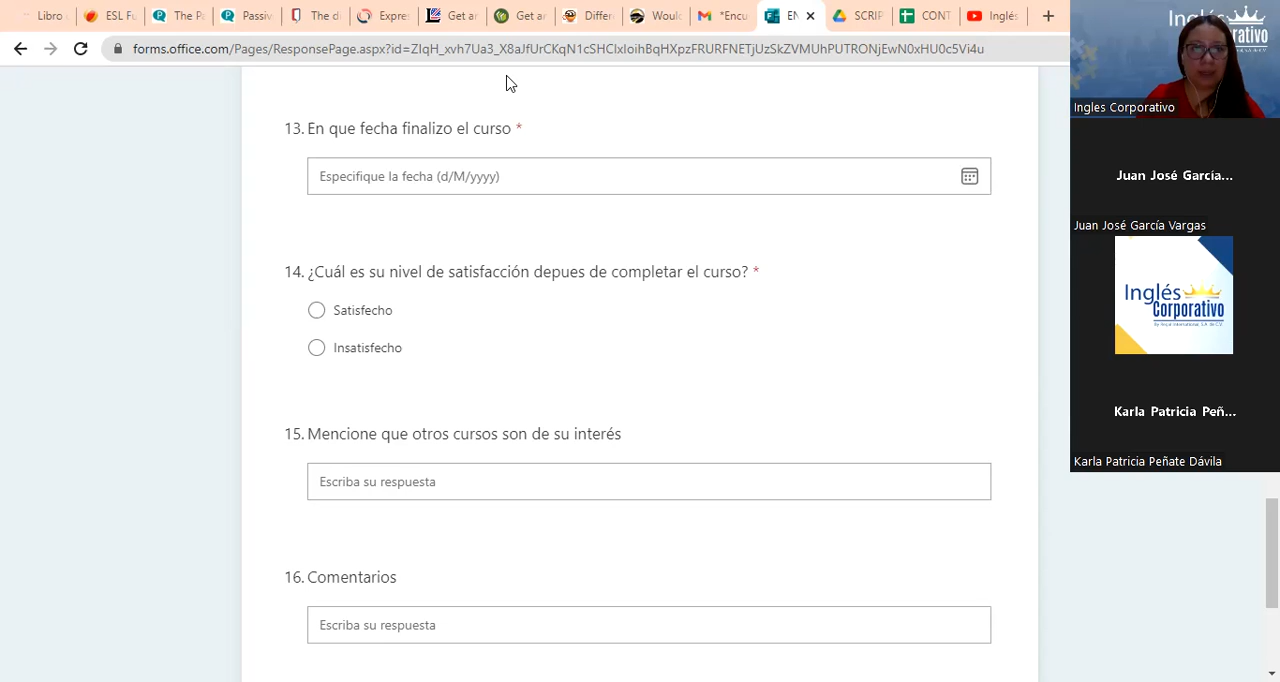 Libro
ESL Fu
The Pa
Passiv
The di
Expre
Get ar
Get ar
Differ
Woul
*Encu
EN
SCRIP
CONT
Inglés
forms.office.com/Pages/ResponsePage.aspx?id=ZIqH_xvh7Ua3_X8aJfUfCKqN1cSHCIxIoihBqHXpzFRURFNETjUzSkZVMUhPUTRONjEwN0xHU0c5Vi4u
13. En que fecha finalizo el curso *
Especifique la fecha (d/M/yyyy)
14. ¿Cuál es su nivel de satisfacción depues de completar el curso? *
Satisfecho
Insatisfecho
15. Mencione que otros cursos son de su interés
Escriba su respuesta
16. Comentarios
Escriba su respuesta
Inglés
Ingles Corporativo
Juan José García...
Juan José García Vargas
Inglés
Corporativo
Karla Patricia Peñ...
Karla Patricia Peñate Dávila